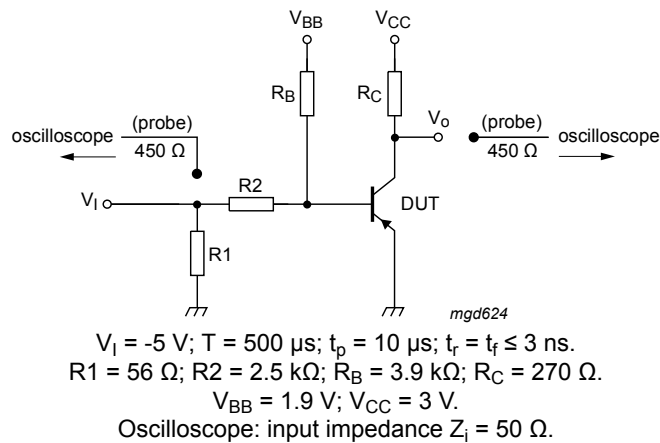 V_BB V_CC
R_B R_C
(probe) V_o (probe)
oscilloscope 450 Ω 450 Ω oscilloscope
R2
V_I DUT
R1
mgd624
V_I = -5 V; T = 500 μs; t_p = 10 μs; t_r = t_f ≤ 3 ns.
R1 = 56 Ω; R2 = 2.5 kΩ; R_B = 3.9 kΩ; R_C = 270 Ω.
V_BB = 1.9 V; V_CC = 3 V.
Oscilloscope: input impedance Z_i = 50 Ω.